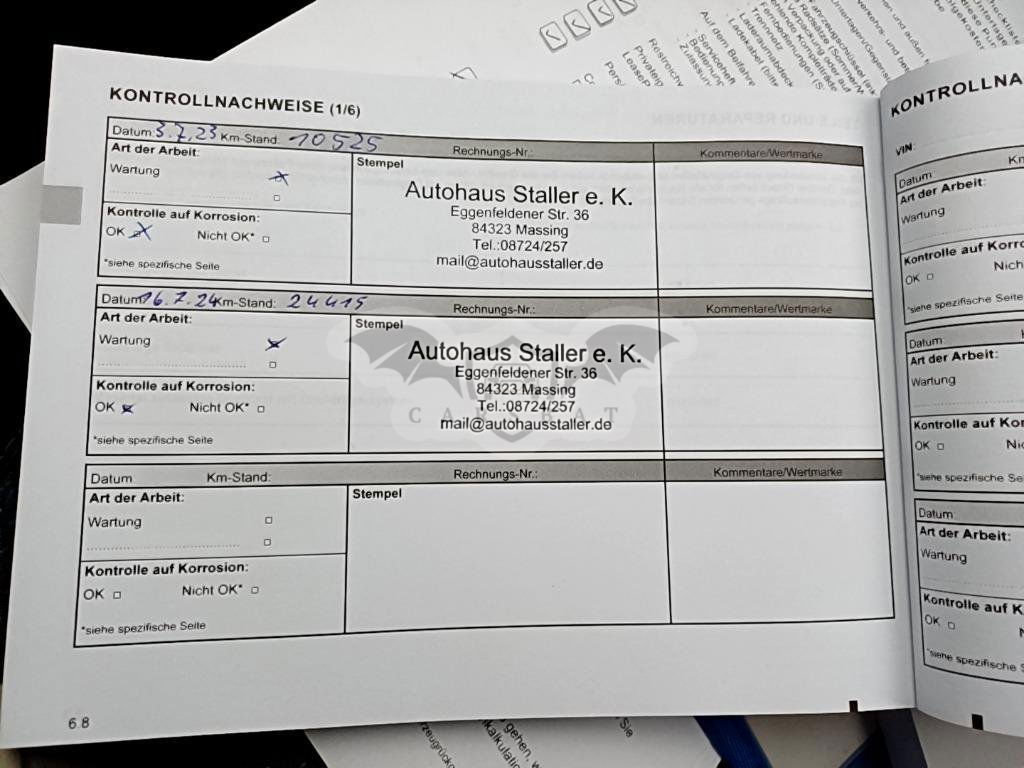 KONTROLLNACHWEISE (1/6)
Datum: 3.7.23 Km-Stand: 10525 Rechnungs-Nr.: Kommentare/Wertmarke
Art der Arbeit:
Wartung
Kontrolle auf Korrosion:
OK Nicht OK*
*siehe spezifische Seite
Stempel
Autohaus Staller e. K.
Eggenfeldener Str. 36
84323 Massing
Tel.:08724/257
mail@autohausstaller.de
Datum 16.7.24 Km-Stand: 24415 Rechnungs-Nr.: Kommentare/Wertmarke
Art der Arbeit:
Wartung
Kontrolle auf Korrosion:
OK Nicht OK*
*siehe spezifische Seite
Stempel
Autohaus Staller e. K.
Eggenfeldener Str. 36
84323 Massing
Tel.:08724/257
mail@autohausstaller.de
CARSBAT
Datum Km-Stand: Rechnungs-Nr.: Kommentare/Wertmarke
Art der Arbeit:
Wartung
Kontrolle auf Korrosion:
OK Nicht OK*
*siehe spezifische Seite
Stempel
68
KONTROLLNA
VIN:
Datum: Km
Art der Arbeit:
Wartung
Kontrolle auf Korro
OK Nich
*siehe spezifische Seite
Datum:
Art der Arbeit:
Wartung
Kontrolle auf Kor
OK Nic
*siehe spezifische Se
Datum:
Art der Arbeit:
Wartung
Kontrolle auf K
OK
*siehe spezifische S